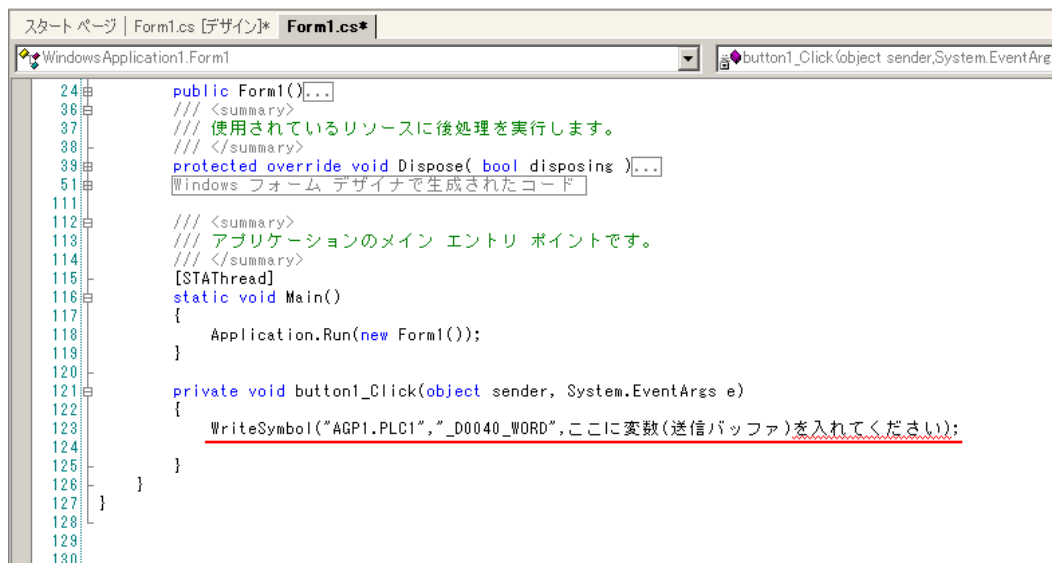 スタート ページ Form1.cs [デザイン]* Form1.cs*
WindowsApplication1.Form1 button1_Click(object sender,System.EventArg
24 public Form1()...
36 /// <summary>
37 /// 使用されているリソースに後処理を実行します。
38 /// </summary>
39 protected override void Dispose( bool disposing )...
51 Windows フォーム デザイナで生成されたコード
111
112 /// <summary>
113 /// アプリケーションのメイン エントリ ポイントです。
114 /// </summary>
115 [STAThread]
116 static void Main()
117 {
118 Application.Run(new Form1());
119 }
120
121 private void button1_Click(object sender, System.EventArgs e)
122 {
123 WriteSymbol("AGP1.PLC1","_D0040_WORD",ここに変数(送信バッファ)を入れてください);
124
125 }
126 }
127 }
128
129
130